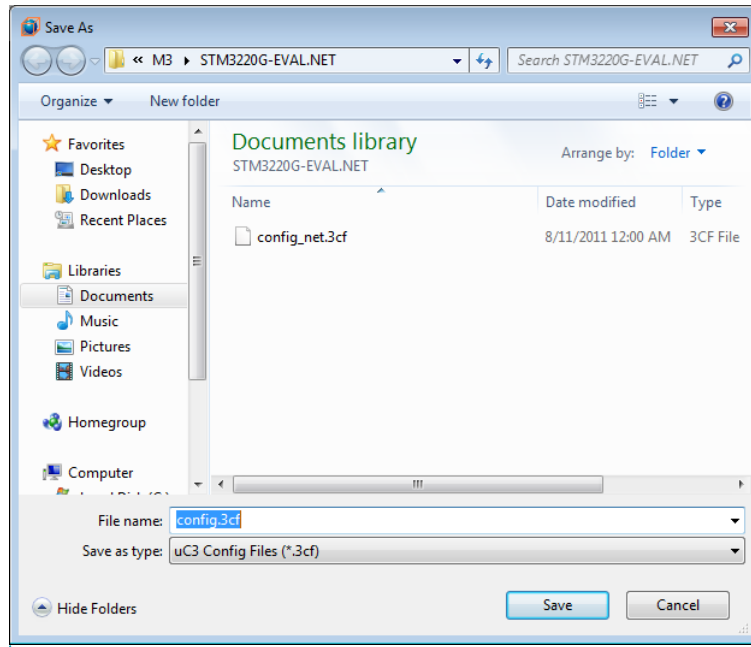 Save As
« M3 ▸ STM3220G-EVAL.NET
Search STM3220G-EVAL.NET
Organize New folder
Favorites
Desktop
Downloads
Recent Places
Libraries
Documents
Music
Pictures
Videos
Homegroup
Computer
Documents library
STM3220G-EVAL.NET
Arrange by: Folder
Name Date modified Type
config_net.3cf 8/11/2011 12:00 AM 3CF File
File name: config.3cf
Save as type: uC3 Config Files (*.3cf)
Hide Folders Save Cancel